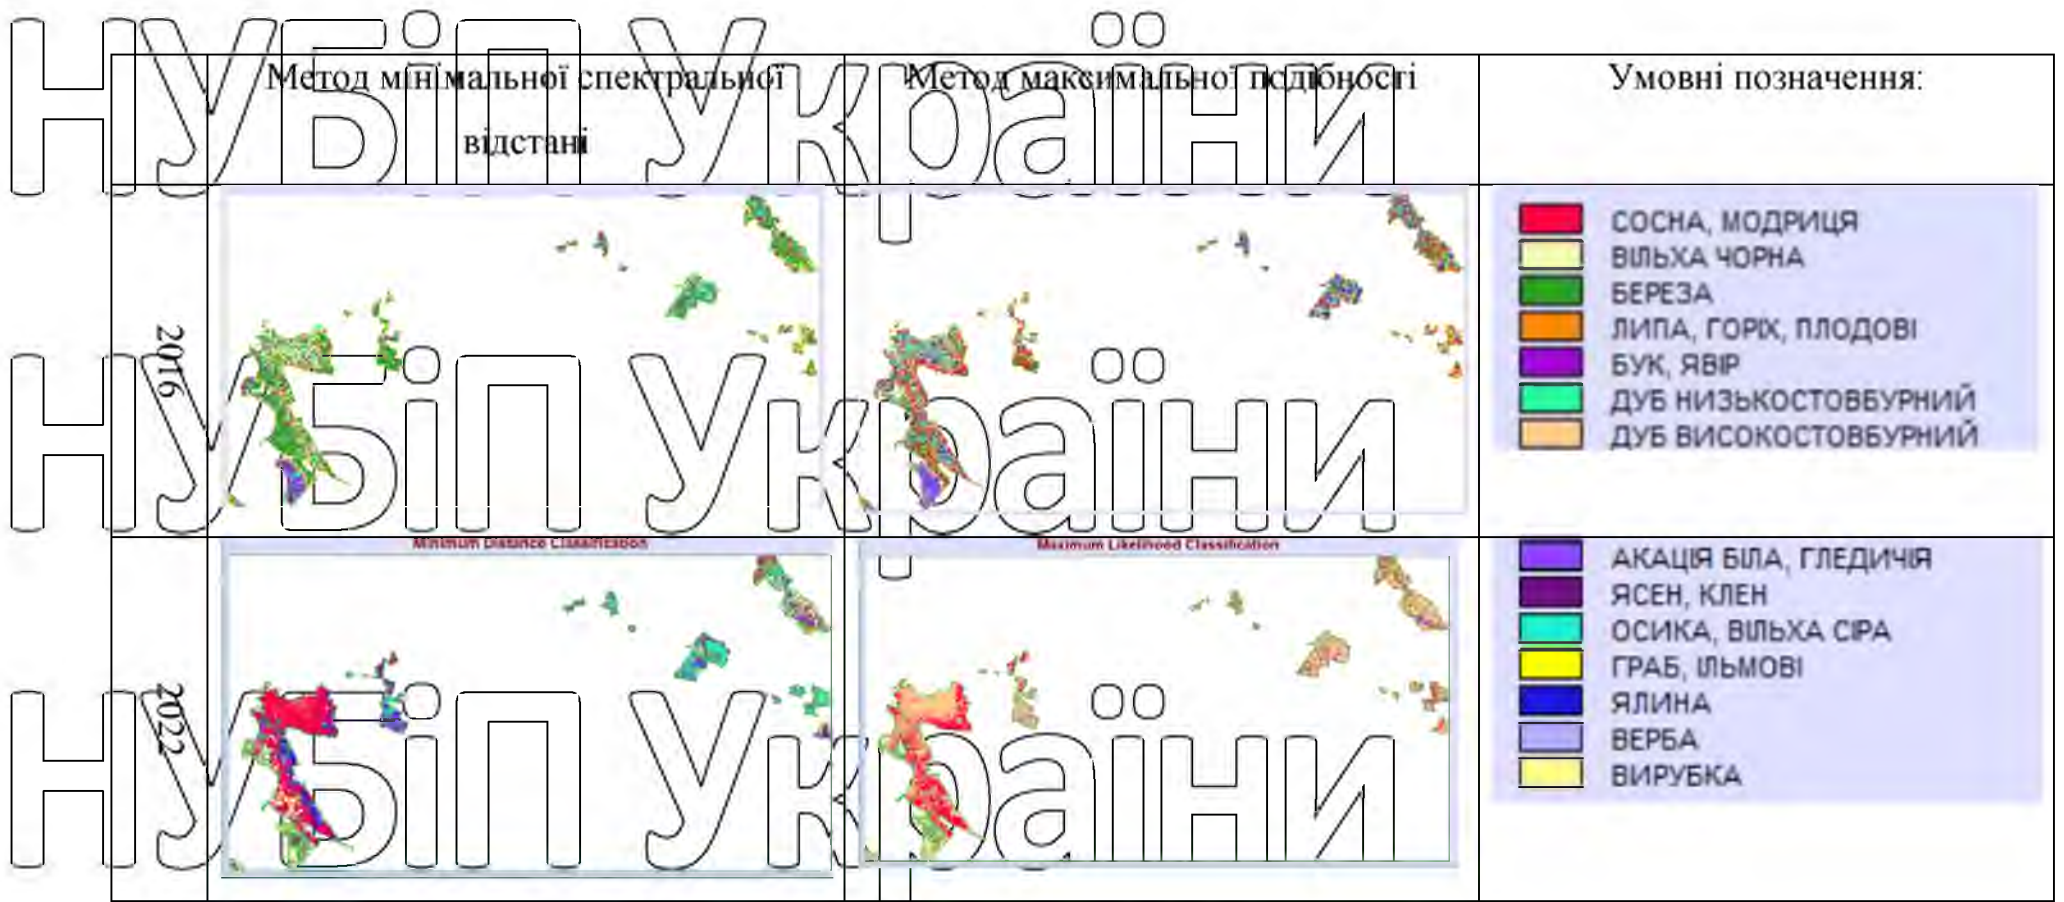 НУБіП України
Метод мінімальної спектральної
відстані
Метод максимальної подібності
Умовні позначення:
2016
СОСНА, МОДРИЦЯ
ВІЛЬХА ЧОРНА
БЕРЕЗА
ЛИПА, ГОРІХ, ПЛОДОВІ
БУК, ЯВІР
ДУБ НИЗЬКОСТОВБУРНИЙ
ДУБ ВИСОКОСТОВБУРНИЙ
НУБіП України
2022
Minimum Distance Classification
Maximum Likelihood Classification
АКАЦІЯ БІЛА, ГЛЕДИЧІЯ
ЯСЕН, КЛЕН
ОСИКА, ВІЛЬХА СІРА
ГРАБ, ІЛЬМОВІ
ЯЛИНА
ВЕРБА
ВИРУБКА
НУБіП України